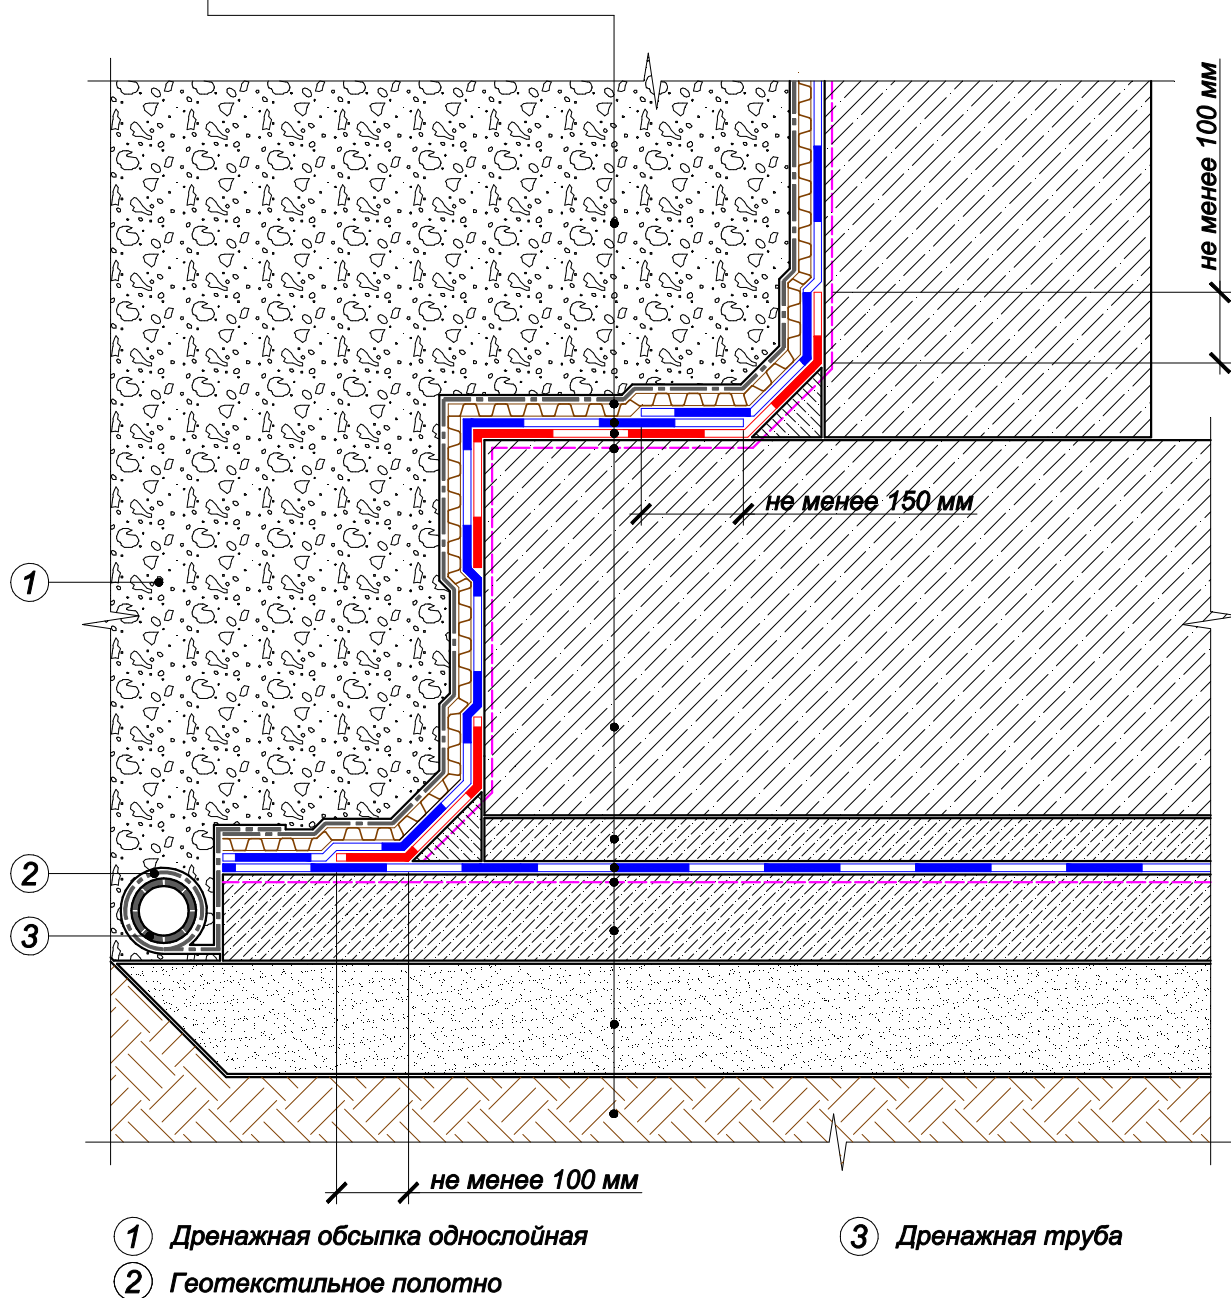 не менее 100 мм
не менее 150 мм
1
2
3
не менее 100 мм
1 Дренажная обсыпка однослойная
3 Дренажная труба
2 Геотекстильное полотно